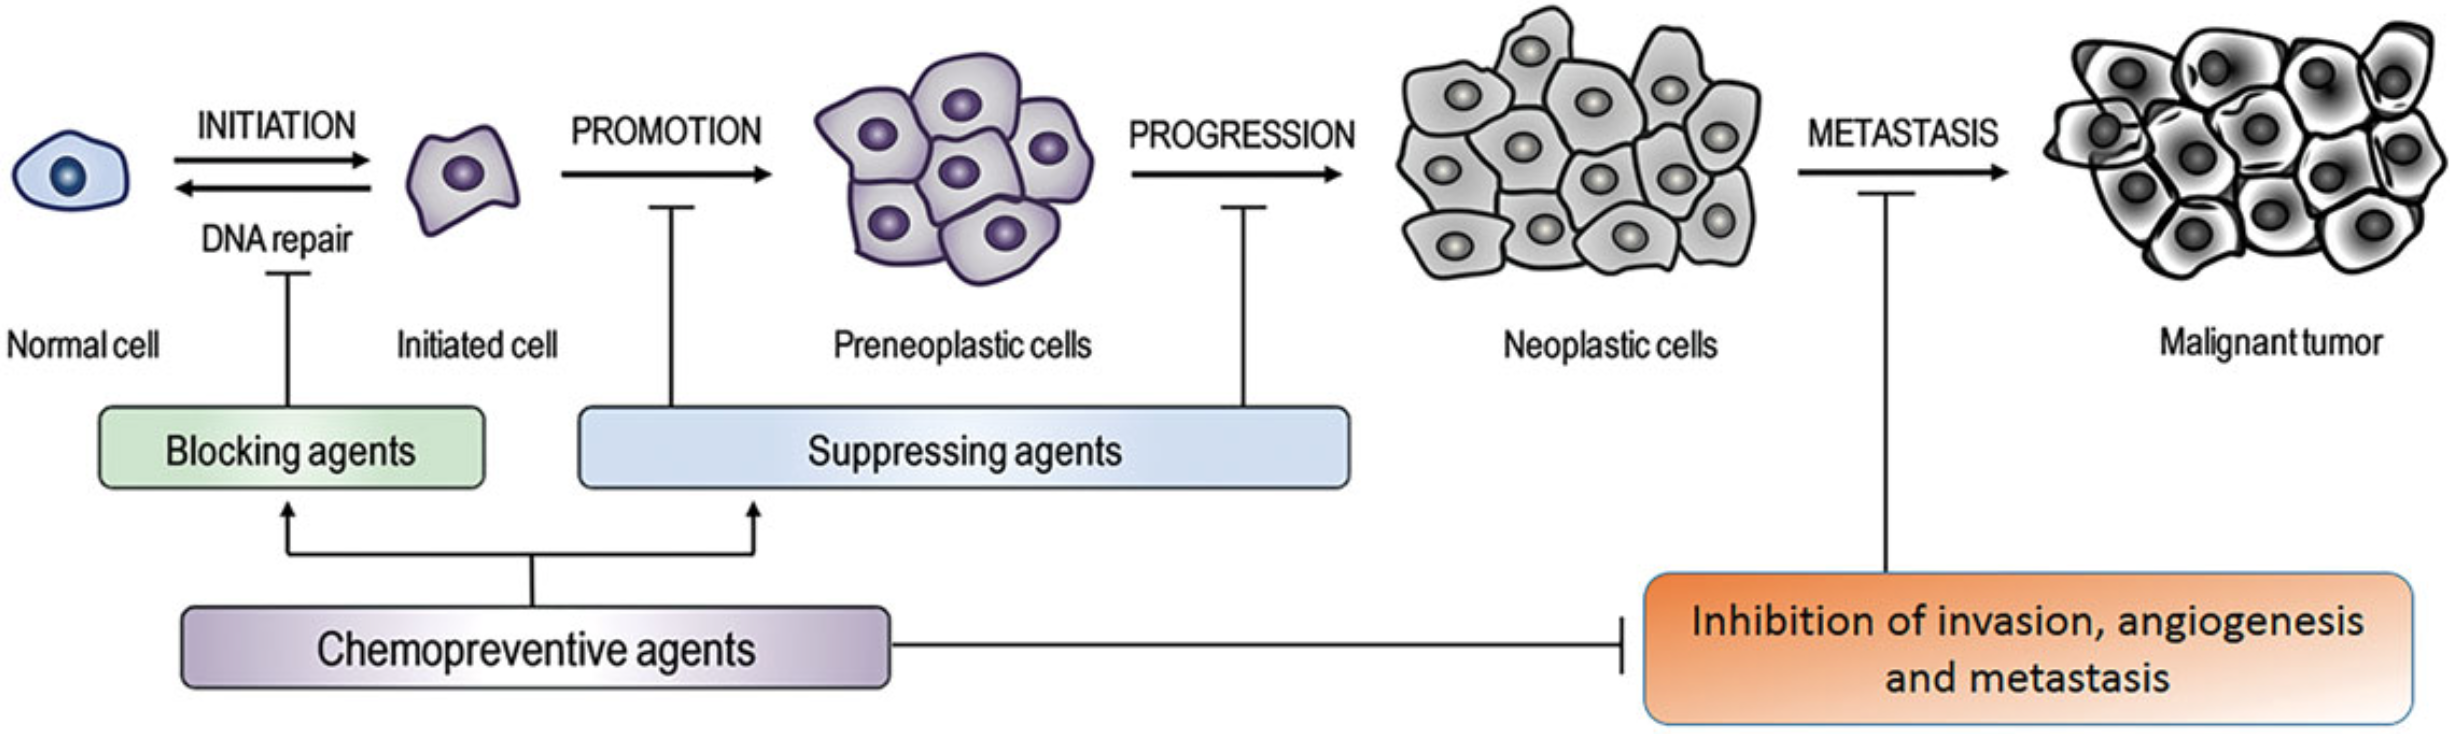 INITIATION
PROMOTION
PROGRESSION
METASTASIS
DNA repair
Normal cell
Initiated cell
Preneoplastic cells
Neoplastic cells
Malignant tumor
Blocking agents
Suppressing agents
Chemopreventive agents
Inhibition of invasion, angiogenesis
and metastasis